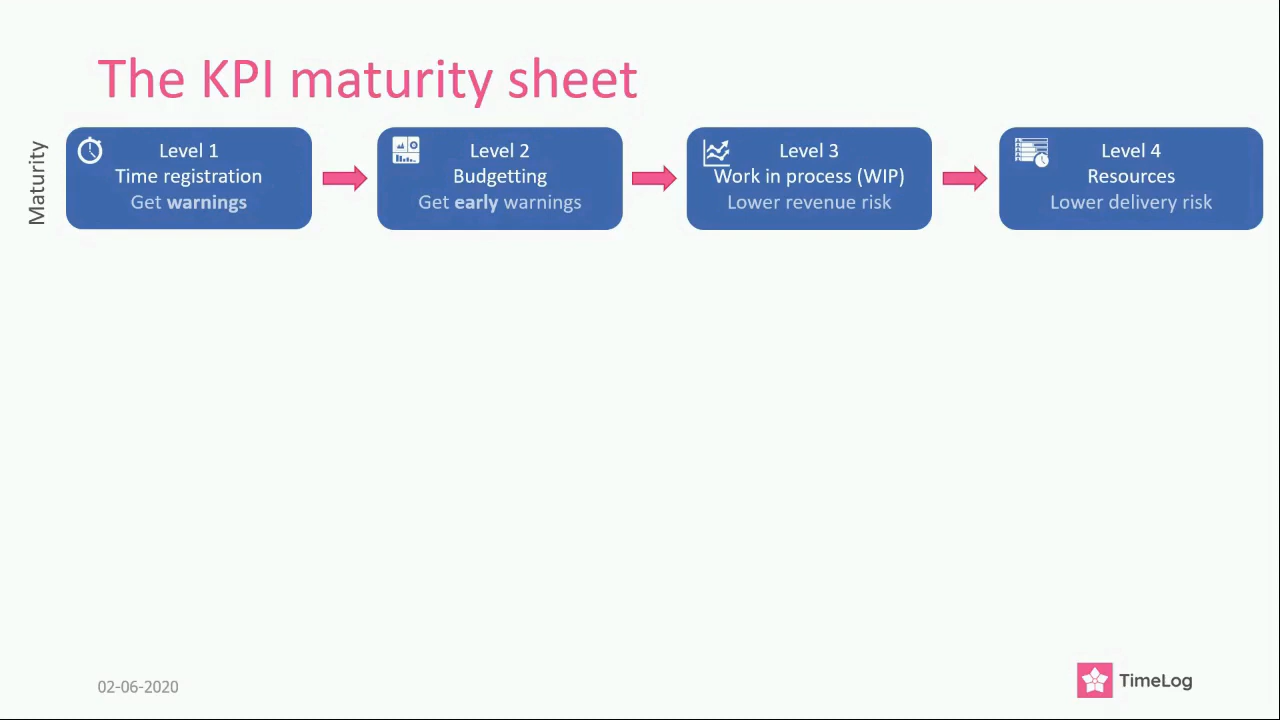 The KPI maturity sheet
Maturity
Level 1
Time registration
Get warnings
Level 2
Budgetting
Get early warnings
Level 3
Work in process (WIP)
Lower revenue risk
Level 4
Resources
Lower delivery risk
02-06-2020
TimeLog